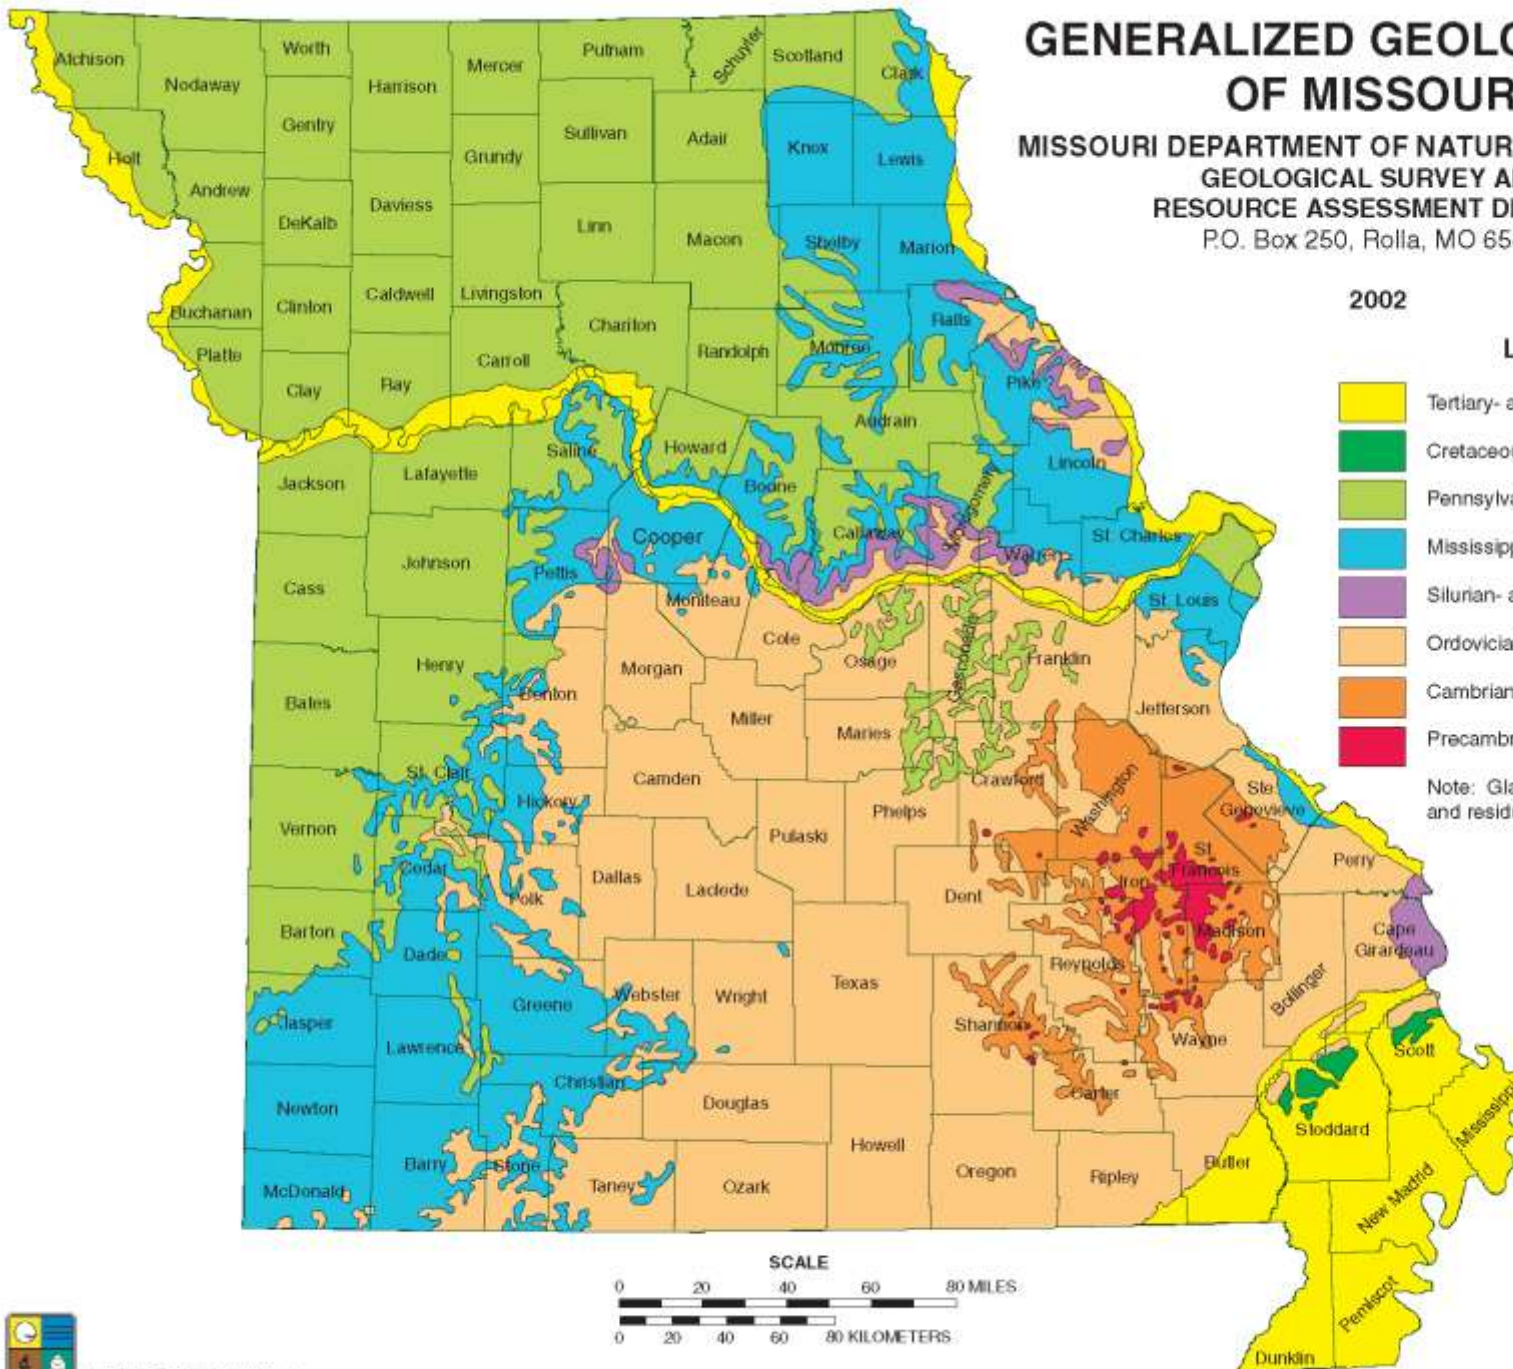 GENERALIZED GEOLO
OF MISSOUR
MISSOURI DEPARTMENT OF NATUR
GEOLOGICAL SURVEY A
RESOURCE ASSESSMENT DI
P.O. Box 250, Rolla, MO 65
2002
L
Tertiary- a
Cretaceou
Pennsylva
Mississipp
Silurian- a
Ordovicia
Cambrian
Precambr
Note: Gla
and resid
Atchison
Nodaway
Worth
Harrison
Mercer
Putnam
Schuyler
Scotland
Clark
Gentry
Sullivan
Adair
Knox
Lewis
Holt
Grundy
Andrew
DeKalb
Daviess
Linn
Macon
Shelby
Marion
Buchanan
Clinton
Caldwell
Livingston
Chariton
Ralls
Platte
Clay
Ray
Carroll
Randolph
Monroe
Pike
Audrain
Jackson
Lafayette
Saline
Howard
Boone
Lincoln
Montgomery
Cass
Johnson
Pettis
Cooper
Callaway
Warren
St. Charles
Moniteau
St. Louis
Cole
Bates
Henry
Benton
Morgan
Osage
Gasconade
Franklin
Miller
Maries
Jefferson
St. Clair
Camden
Crawford
Washington
Ste.
Genevieve
Hickory
Phelps
Vernon
Pulaski
St.
Francois
Perry
Cedar
Polk
Dallas
Laclede
Dent
Iron
Barton
Dade
Madison
Cape
Girardeau
Reynolds
Bollinger
Greene
Webster
Wright
Texas
Jasper
Lawrence
Shannon
Wayne
Scott
Christian
Newton
Douglas
Carter
Stoddard
Mississippi
McDonald
Barry
Stone
Taney
Ozark
Howell
Oregon
Ripley
Butler
New Madrid
Pemiscot
Dunklin
SCALE
0 20 40 60 80 MILES
0 20 40 60 80 KILOMETERS